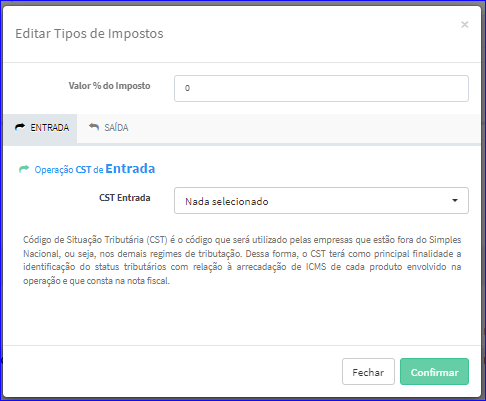 Editar Tipos de Impostos
×
Valor % do Imposto
0
ENTRADA
SAÍDA
Operação CST de Entrada
CST Entrada
Nada selecionado
Código de Situação Tributária (CST) é o código que será utilizado pelas empresas que estão fora do Simples
Nacional, ou seja, nos demais regimes de tributação. Dessa forma, o CST terá como principal finalidade a
identificação do status tributários com relação à arrecadação de ICMS de cada produto envolvido na
operação e que consta na nota fiscal.
Fechar
Confirmar